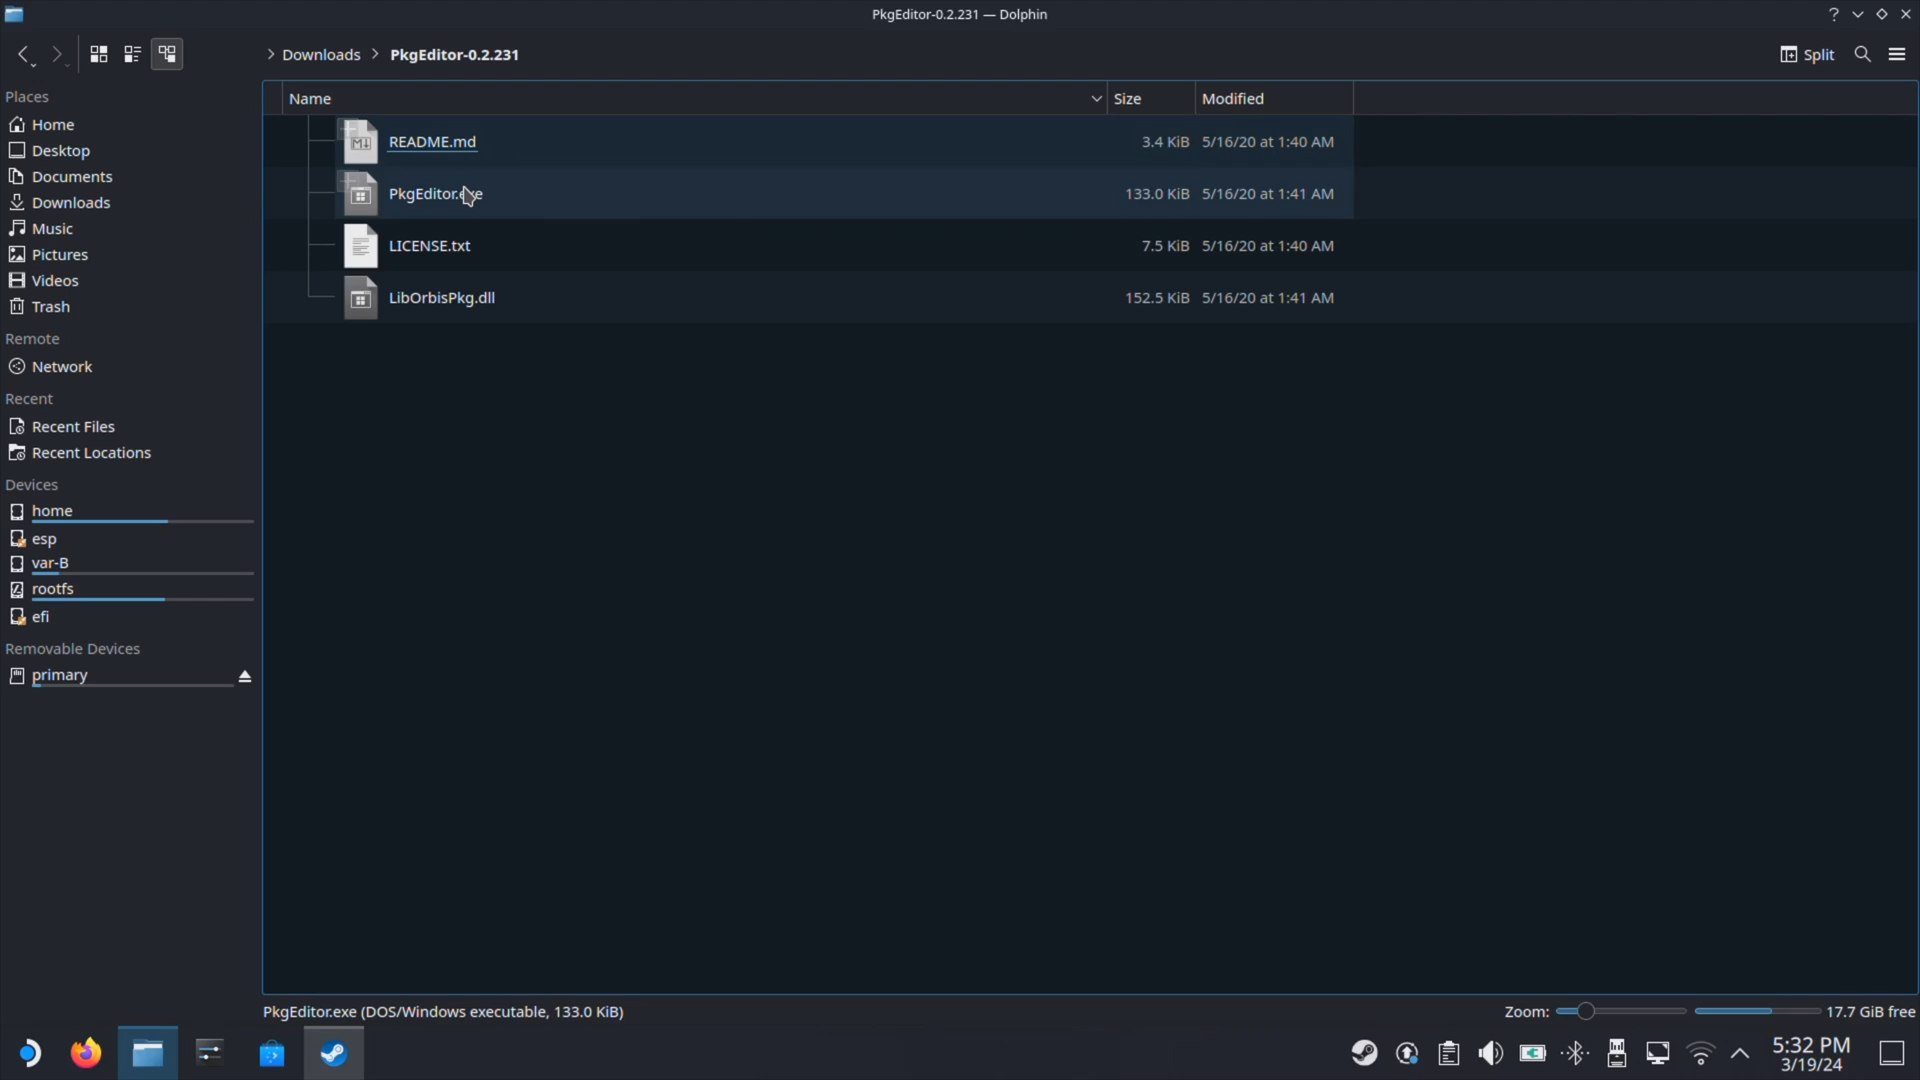 PkgEditor-0.2.231 — Dolphin
?
Downloads
PkgEditor-0.2.231
Split
Places
Home
Desktop
Documents
Downloads
Music
Pictures
Videos
Trash
Remote
Network
Recent
Recent Files
Recent Locations
Devices
home
esp
var-B
rootfs
efi
Removable Devices
primary
Name Size Modified
README.md 3.4 KiB 5/16/20 at 1:40 AM
PkgEditor.exe 133.0 KiB 5/16/20 at 1:41 AM
LICENSE.txt 7.5 KiB 5/16/20 at 1:40 AM
LibOrbisPkg.dll 152.5 KiB 5/16/20 at 1:41 AM
PkgEditor.exe (DOS/Windows executable, 133.0 KiB)
Zoom:
17.7 GiB free
5:32 PM
3/19/24